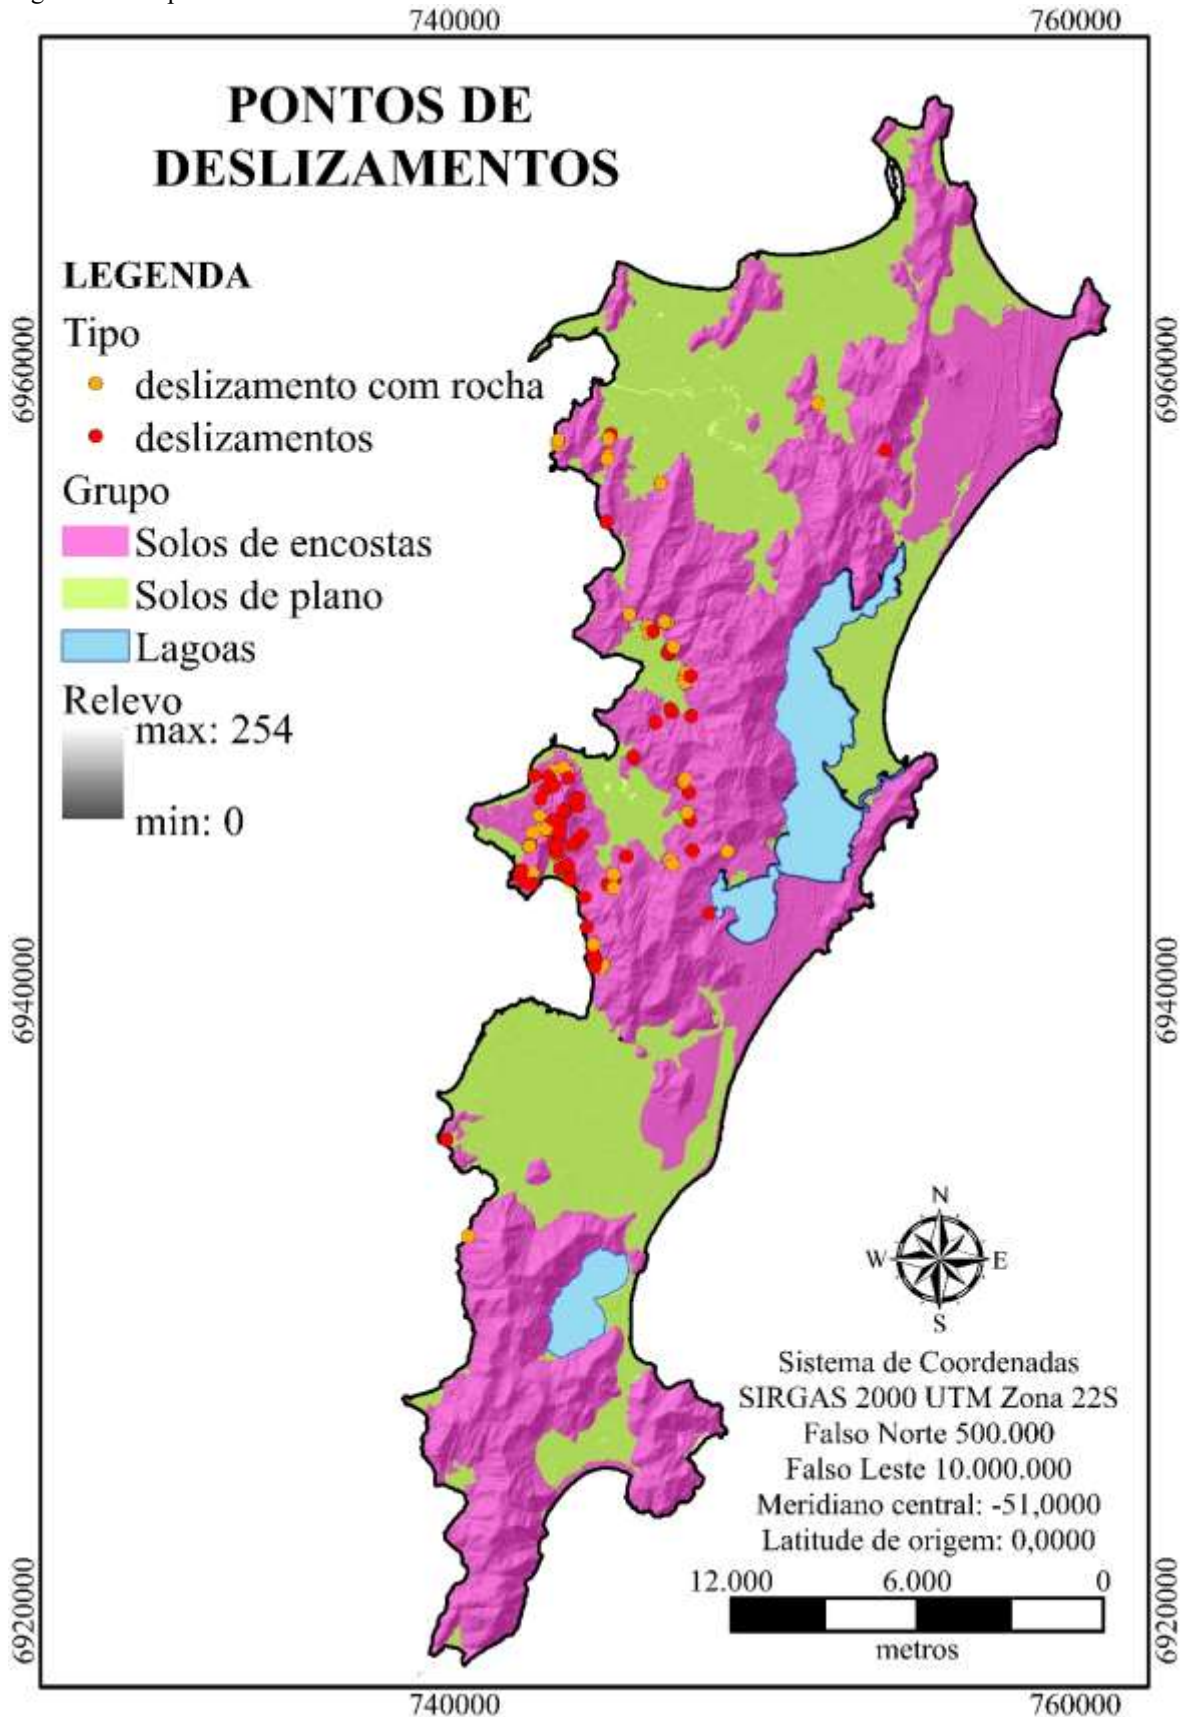 740000
760000
PONTOS DE
DESLIZAMENTOS
LEGENDA
Tipo
deslizamento com rocha
deslizamentos
Grupo
Solos de encostas
Solos de plano
Lagoas
Relevo
max: 254
min: 0
6960000
6960000
6940000
6940000
N
W
E
S
Sistema de Coordenadas
SIRGAS 2000 UTM Zona 22S
Falso Norte 500.000
Falso Leste 10.000.000
Meridiano central: -51,0000
Latitude de origem: 0,0000
12.000
6.000
0
metros
6920000
6920000
740000
760000